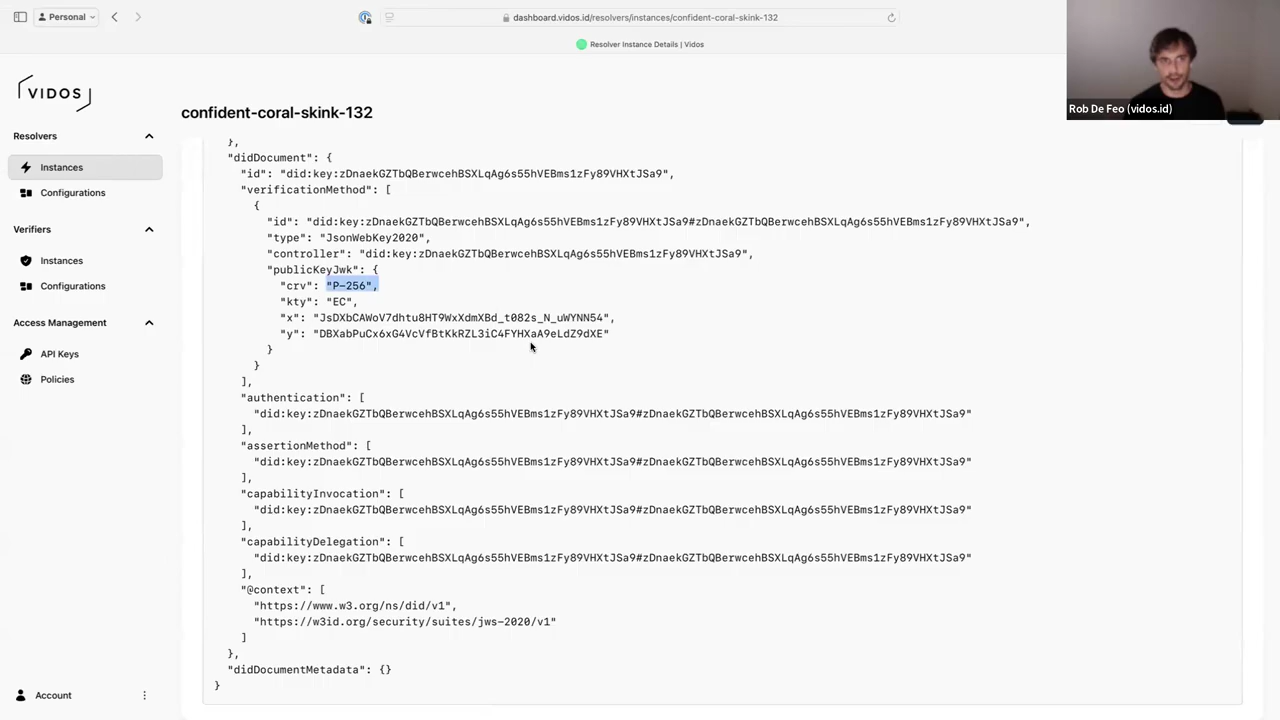 Personal
dashboard.vidos.id/resolvers/instances/confident-coral-skink-132
Resolver Instance Details | Vidos
Rob De Feo (vidos.id)
VIDOS
Resolvers
Instances
Configurations
Verifiers
Instances
Configurations
Access Management
API Keys
Policies
Account
confident-coral-skink-132
},
"didDocument": {
"id": "did:key:zDnaekGZTbQBerwcehBSXLqAg6s55hVEBms1zFy89VHXtJSa9",
"verificationMethod": [
{
"id": "did:key:zDnaekGZTbQBerwcehBSXLqAg6s55hVEBms1zFy89VHXtJSa9#zDnaekGZTbQBerwcehBSXLqAg6s55hVEBms1zFy89VHXtJSa9",
"type": "JsonWebKey2020",
"controller": "did:key:zDnaekGZTbQBerwcehBSXLqAg6s55hVEBms1zFy89VHXtJSa9",
"publicKeyJwk": {
"crv": "P-256",
"kty": "EC",
"x": "JsDXbCAWoV7dhtu8HT9WxXdmXBd_t082s_N_uWYNN54",
"y": "DBXabPuCx6xG4VcVfBtKkRZL3iC4FYHXaA9eLdZ9dXE"
}
}
],
"authentication": [
"did:key:zDnaekGZTbQBerwcehBSXLqAg6s55hVEBms1zFy89VHXtJSa9#zDnaekGZTbQBerwcehBSXLqAg6s55hVEBms1zFy89VHXtJSa9"
],
"assertionMethod": [
"did:key:zDnaekGZTbQBerwcehBSXLqAg6s55hVEBms1zFy89VHXtJSa9#zDnaekGZTbQBerwcehBSXLqAg6s55hVEBms1zFy89VHXtJSa9"
],
"capabilityInvocation": [
"did:key:zDnaekGZTbQBerwcehBSXLqAg6s55hVEBms1zFy89VHXtJSa9#zDnaekGZTbQBerwcehBSXLqAg6s55hVEBms1zFy89VHXtJSa9"
],
"capabilityDelegation": [
"did:key:zDnaekGZTbQBerwcehBSXLqAg6s55hVEBms1zFy89VHXtJSa9#zDnaekGZTbQBerwcehBSXLqAg6s55hVEBms1zFy89VHXtJSa9"
],
"@context": [
"https://www.w3.org/ns/did/v1",
"https://w3id.org/security/suites/jws-2020/v1"
]
},
"didDocumentMetadata": {}
}